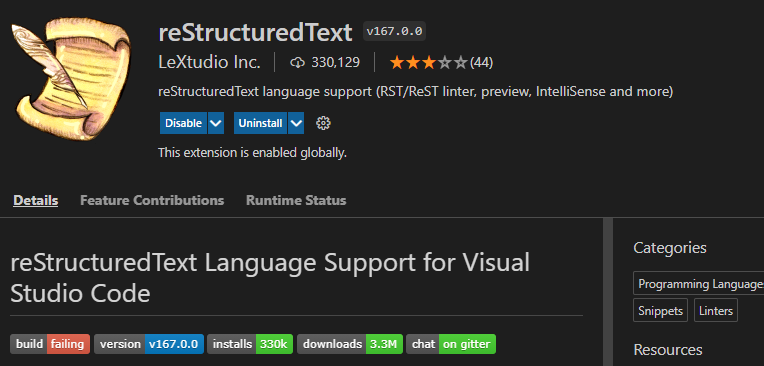 reStructuredText v167.0.0
LeXtudio Inc. 330,129 (44)
reStructuredText language support (RST/ReST linter, preview, IntelliSense and more)
Disable Uninstall
This extension is enabled globally.
Details Feature Contributions Runtime Status
reStructuredText Language Support for Visual
Studio Code
build failing version v167.0.0 installs 330k downloads 3.3M chat on gitter
Categories
Programming Languages
Snippets Linters
Resources